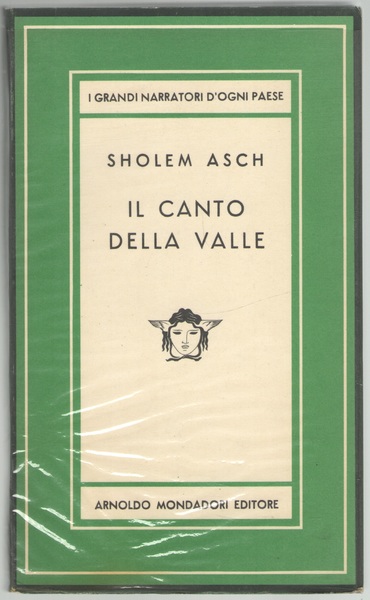 I GRANDI NARRATORI D'OGNI PAESE
SHOLEM ASCH
IL CANTO
DELLA VALLE
ARNOLDO MONDADORI EDITORE